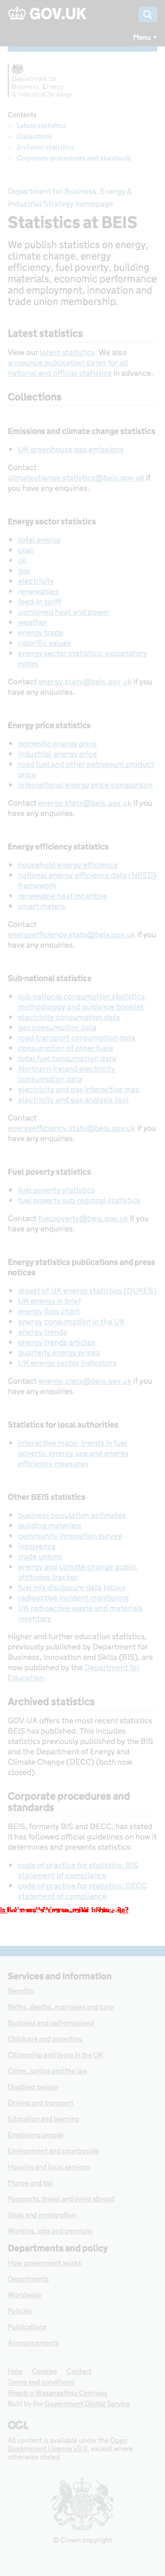 GOV.UK
Menu
Department for
Business, Energy
& Industrial Strategy
Contents
Latest statistics
Collections
Archived statistics
Corporate procedures and standards
Department for Business, Energy &
Industrial Strategy homepage
Statistics at BEIS
We publish statistics on energy,
climate change, energy
efficiency, fuel poverty, building
materials, economic performance
and employment, innovation and
trade union membership.
Latest statistics
View our latest statistics. We also
announce publication dates for all
national and official statistics in advance.
Collections
Emissions and climate change statistics
UK greenhouse gas emissions
Contact
climatechange.statistics@beis.gov.uk if
you have any enquiries.
Energy sector statistics
total energy
coal
oil
gas
electricity
renewables
feed-in tariff
combined heat and power
weather
energy trade
calorific values
energy sector statistics: explanatory
notes
Contact energy.stats@beis.gov.uk if you
have any enquiries.
Energy price statistics
domestic energy price
industrial energy price
road fuel and other petroleum product
price
international energy price comparison
Contact energy.stats@beis.gov.uk if you
have any enquiries.
Energy efficiency statistics
household energy efficiency
national energy efficiency data (NEED)
framework
renewable heat incentive
smart meters
Contact
energyefficiency.stats@beis.gov.uk if you
have any enquiries.
Sub-national statistics
sub-national consumption statistics:
methodology and guidance booklet
electricity consumption data
gas consumption data
road transport consumption data
consumption of other fuels
total fuel consumption data
Northern Ireland electricity
consumption data
electricity and gas interactive map
electricity and gas analysis tool
Contact
energyefficiency.stats@beis.gov.uk if you
have any enquiries.
Fuel poverty statistics
fuel poverty statistics
fuel poverty sub-regional statistics
Contact fuelpoverty@beis.gov.uk if you
have any enquiries.
Energy statistics publications and press
notices
digest of UK energy statistics (DUKES)
UK energy in brief
energy flow chart
energy consumption in the UK
energy trends
energy trends articles
quarterly energy prices
UK energy sector indicators
Contact energy.stats@beis.gov.uk if you
have any enquiries.
Statistics for local authorities
Interactive maps: trends in fuel
poverty, energy use and energy
efficiency measures
Other BEIS statistics
business population estimates
building materials
community innovation survey
insolvency
trade unions
energy and climate change public
attitudes tracker
fuel mix disclosure data tables
radioactive incident monitoring
UK radioactive waste and materials
inventory
Higher and further education statistics,
previously published by the Department for
Business, Innovation and Skills (BIS), are
now published by the Department for
Education.
Archived statistics
GOV.UK offers the most recent statistics
BEIS has published. This includes
statistics previously published by the BIS
and the Department of Energy and
Climate Change (DECC) (both now
closed).
Corporate procedures and
standards
BEIS, formerly BIS and DECC, has stated
it has followed official guidelines on how it
determines and processes statistics:
code of practice for statistics: BIS
statement of compliance
code of practice for statistics: DECC
statement of compliance
Services and information
Benefits
Births, deaths, marriages and care
Business and self-employed
Childcare and parenting
Citizenship and living in the UK
Crime, justice and the law
Disabled people
Driving and transport
Education and learning
Employing people
Environment and countryside
Housing and local services
Money and tax
Passports, travel and living abroad
Visas and immigration
Working, jobs and pensions
Departments and policy
How government works
Departments
Worldwide
Policies
Publications
Announcements
Help Cookies Contact
Terms and conditions
Rhestr o Wasanaethau Cymraeg
Built by the Government Digital Service
OGL
All content is available under the Open
Government Licence v3.0, except where
otherwise stated
© Crown copyright